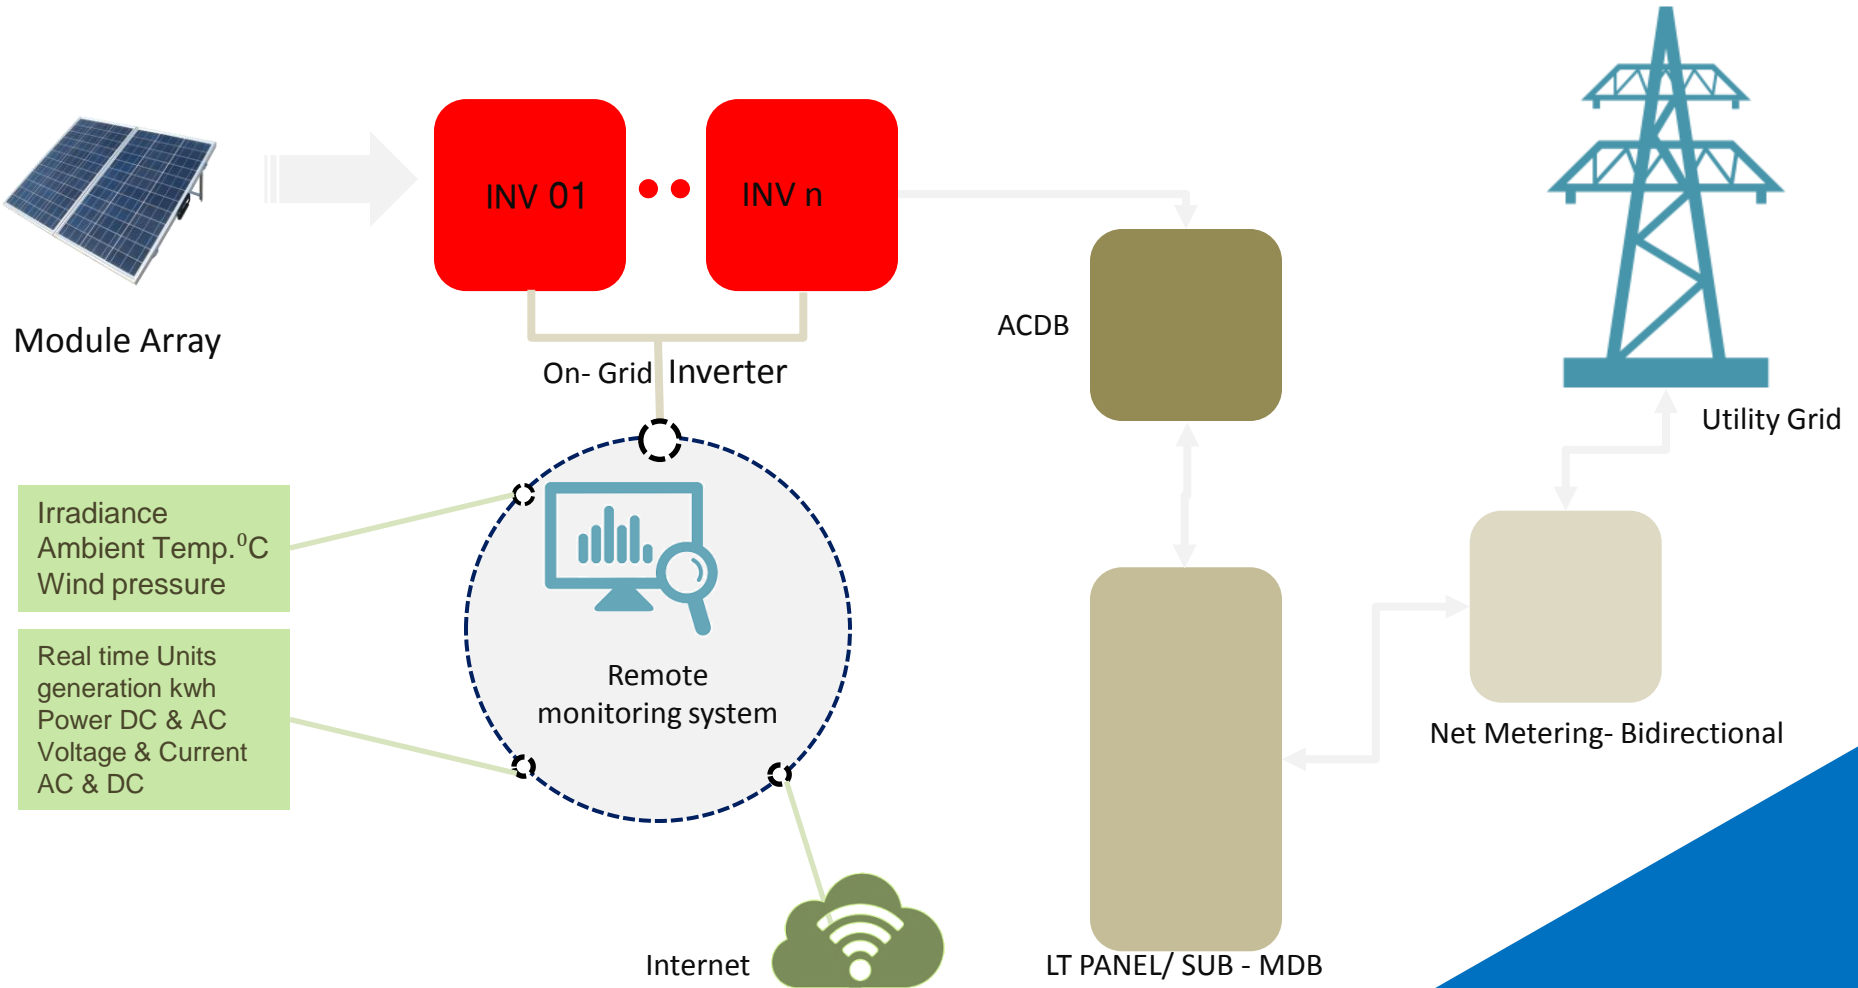 INV 01
INV n
Module Array
On- Grid Inverter
ACDB
Utility Grid
Irradiance
Ambient Temp.⁰C
Wind pressure
Real time Units
generation kwh
Power DC & AC
Voltage & Current
AC & DC
Remote
monitoring system
Net Metering- Bidirectional
Internet
LT PANEL/ SUB - MDB